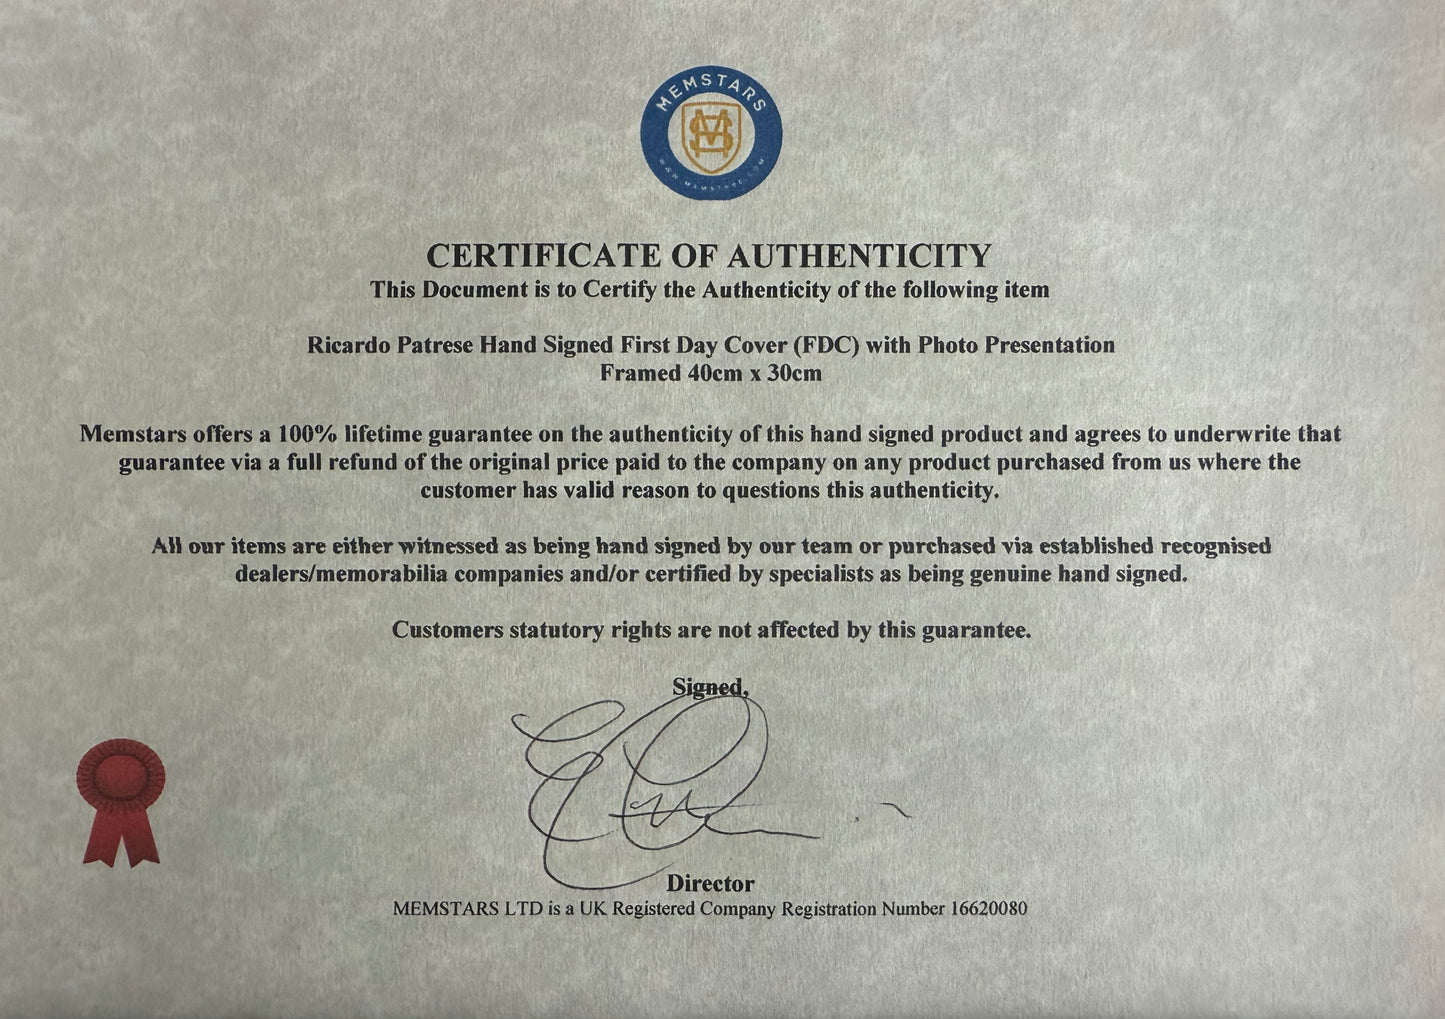 MEMSTARS
WWW.MEMSTARS.COM
CERTIFICATE OF AUTHENTICITY
This Document is to Certify the Authenticity of the following item
Ricardo Patrese Hand Signed First Day Cover (FDC) with Photo Presentation
Framed 40cm x 30cm
Memstars offers a 100% lifetime guarantee on the authenticity of this hand signed product and agrees to underwrite that
guarantee via a full refund of the original price paid to the company on any product purchased from us where the
customer has valid reason to questions this authenticity.
All our items are either witnessed as being hand signed by our team or purchased via established recognised
dealers/memorabilia companies and/or certified by specialists as being genuine hand signed.
Customers statutory rights are not affected by this guarantee.
Signed,
Director
MEMSTARS LTD is a UK Registered Company Registration Number 16620080